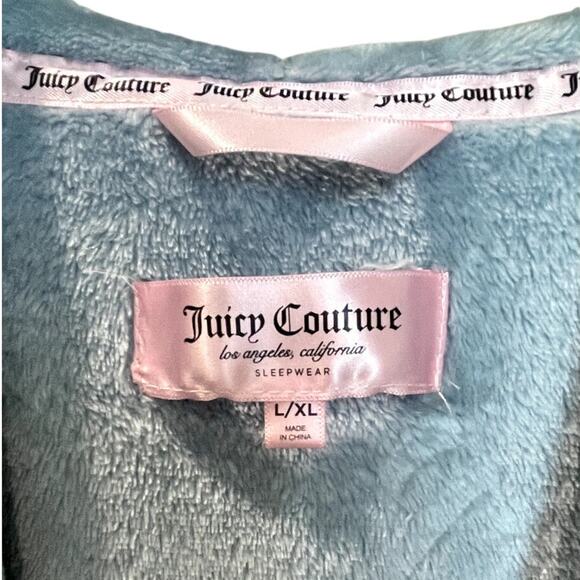 Juicy Couture Juicy Couture Juicy Couture J
Juicy Couture
los angeles, california
SLEEPWEAR
L/XL
MADE
IN CHINA